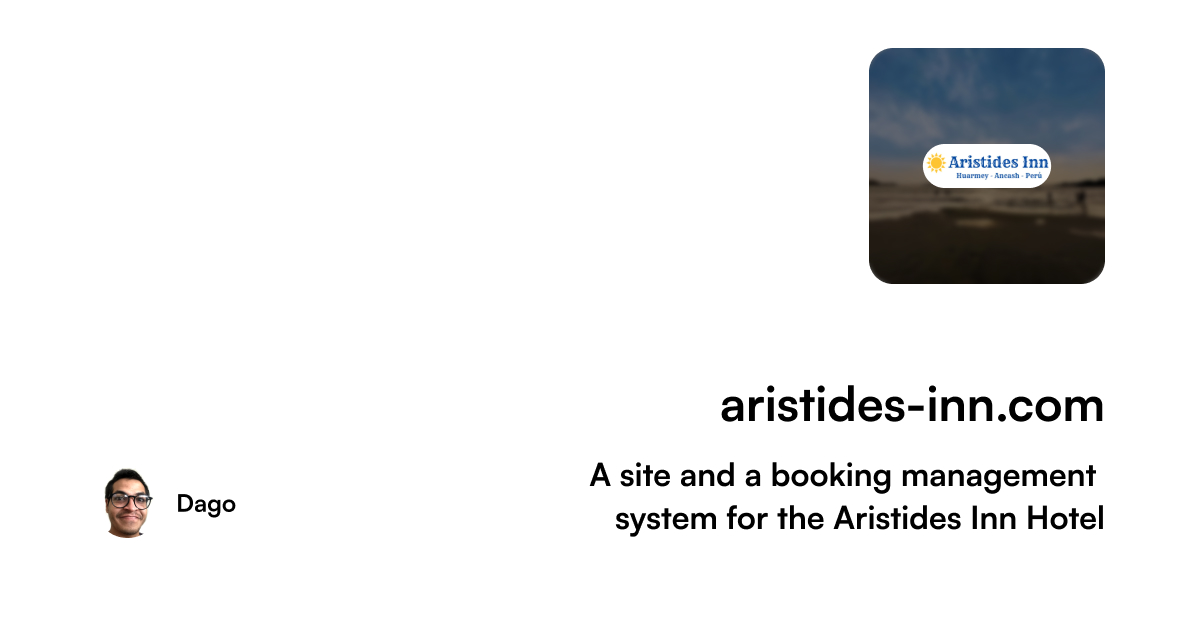 Aristides Inn
Huarmey - Ancash - Perú
aristides-inn.com
A site and a booking management
system for the Aristides Inn Hotel
Dago